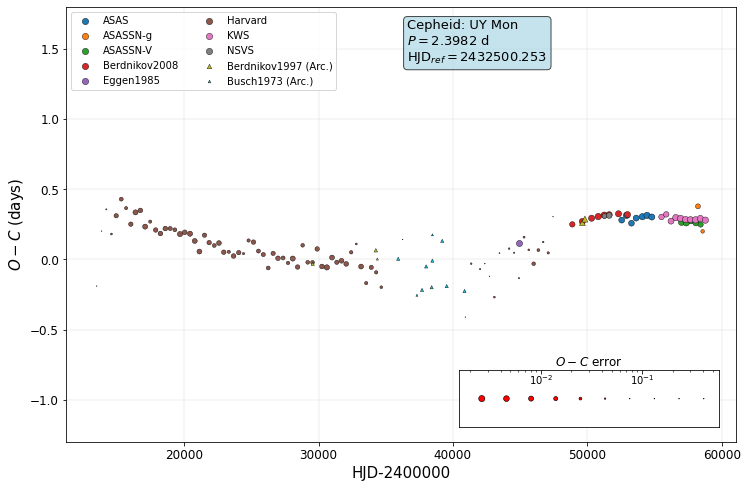 ASAS
ASASSN-g
ASASSN-V
Berdnikov2008
Eggen1985
Harvard
KWS
NSVS
Berdnikov1997 (Arc.)
Busch1973 (Arc.)
Cepheid: UY Mon
P = 2.3982 d
HJD_ref = 2432500.253
1.5
1.0
0.5
0.0
−0.5
−1.0
O − C (days)
O − C error
10⁻² 10⁻¹
20000 30000 40000 50000 60000
HJD-2400000